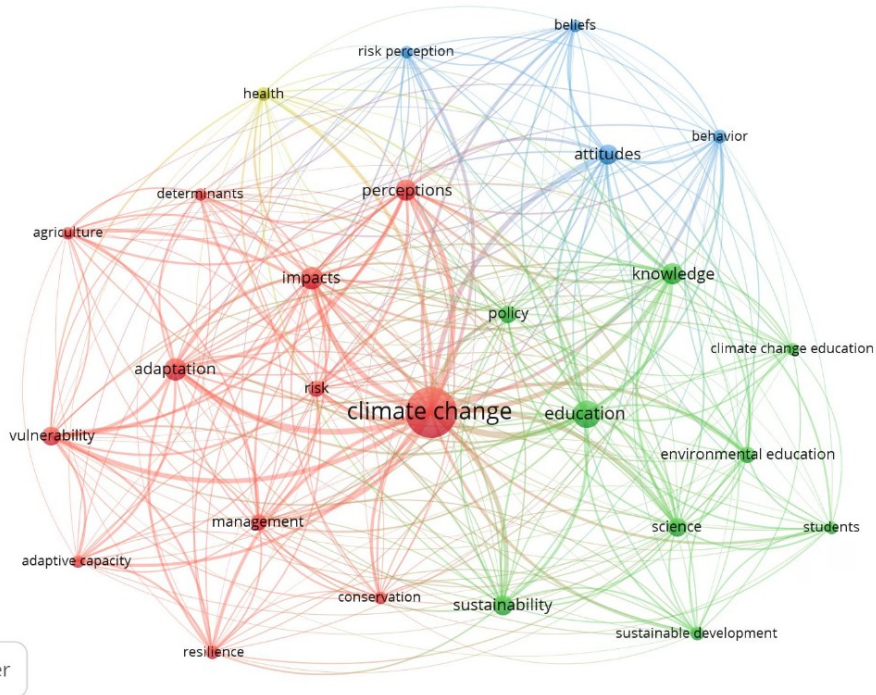 beliefs
risk perception
health
behavior
attitudes
perceptions
determinants
agriculture
knowledge
impacts
policy
climate change education
adaptation
risk
climate change
education
vulnerability
environmental education
management
science
students
adaptive capacity
conservation
sustainability
sustainable development
resilience
er